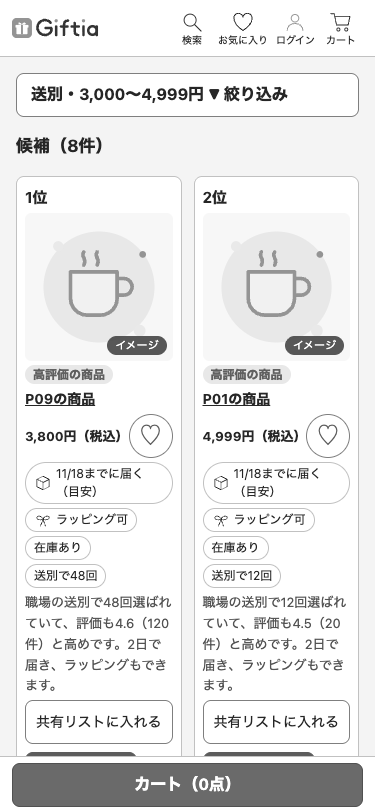 Giftia
検索
お気に入り
ログイン
カート
送別・3,000〜4,999円 ▼ 絞り込み
候補（8件）
1位
イメージ
高評価の商品
P09の商品
3,800円（税込）
11/18までに届く
（目安）
ラッピング可
在庫あり
送別で48回
職場の送別で48回選ばれ
ていて、評価も4.6（120
件）と高めです。2日で
届き、ラッピングもでき
ます。
共有リストに入れる
2位
イメージ
高評価の商品
P01の商品
4,999円（税込）
11/18までに届く
（目安）
ラッピング可
在庫あり
送別で12回
職場の送別で12回選ばれ
ていて、評価も4.5（20
件）と高めです。2日で
届き、ラッピングもでき
ます。
共有リストに入れる
カート（0点）